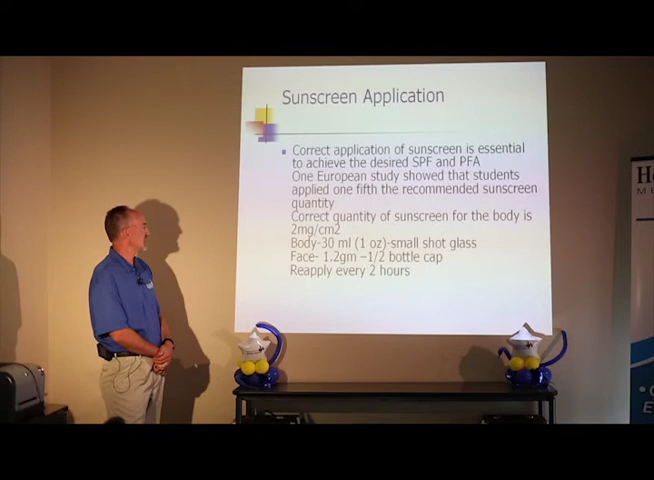 Sunscreen Application
Correct application of sunscreen is essential
to achieve the desired SPF and PFA
One European study showed that students
applied one fifth the recommended sunscreen
quantity
Correct quantity of sunscreen for the body is
2mg/cm2
Body-30 ml (1 oz)-small shot glass
Face- 1.2gm –1/2 bottle cap
Reapply every 2 hours